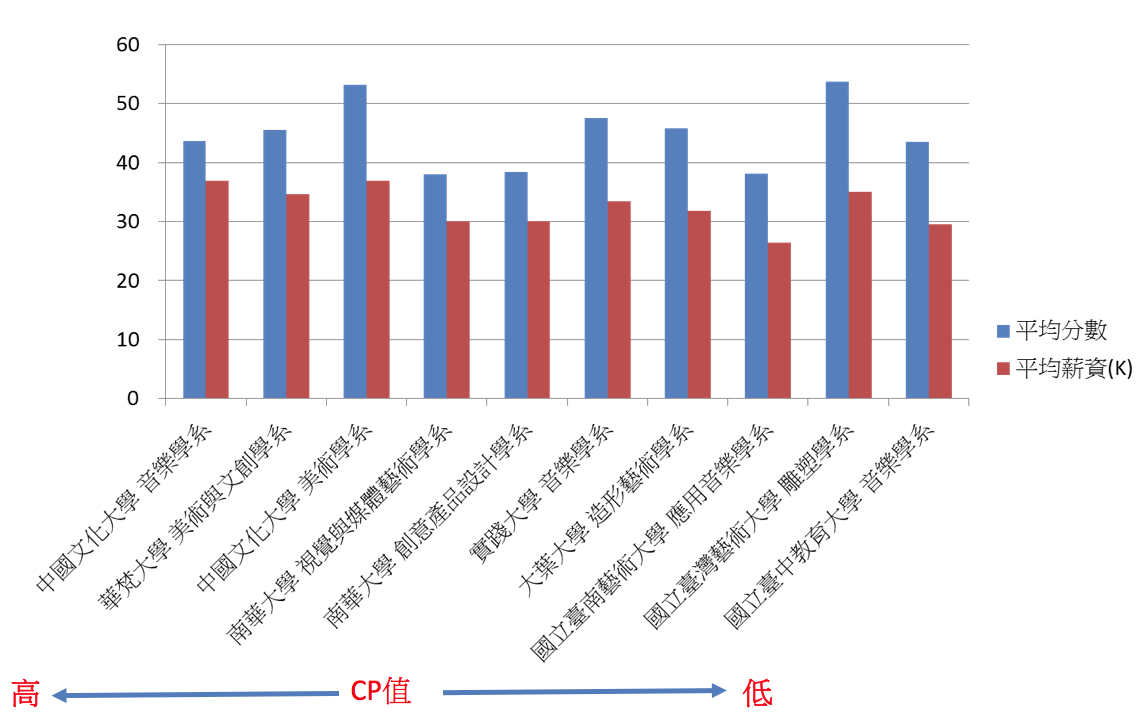 60
50
40
30
20
10
0
平均分數
平均薪資(K)
中國文化大學 音樂學系
華梵大學 美術與文創學系
中國文化大學 美術學系
南華大學 視覺與媒體藝術學系
南華大學 創意產品設計學系
實踐大學 音樂學系
大葉大學 造形藝術學系
國立臺南藝術大學 應用音樂學系
國立臺灣藝術大學 雕塑學系
國立臺中教育大學 音樂學系
高 CP值 低